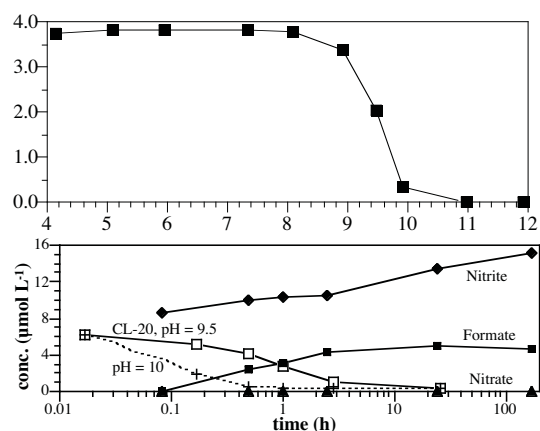 4.0
3.0
2.0
1.0
0.0
4 5 6 7 8 9 10 11 12
16
12
8
4
0
conc. (µmol L-1)
Nitrite
CL-20, pH = 9.5
Formate
pH = 10
Nitrate
0.01 0.1 1 10 100
time (h)